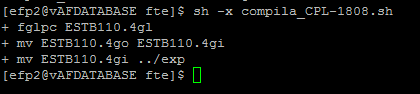 [efp2@vAFDATABASE fte]$ sh -x compila_CPL-1808.sh
+ fglpc ESTB110.4gl
+ mv ESTB110.4go ESTB110.4gi
+ mv ESTB110.4gi ../exp
[efp2@vAFDATABASE fte]$